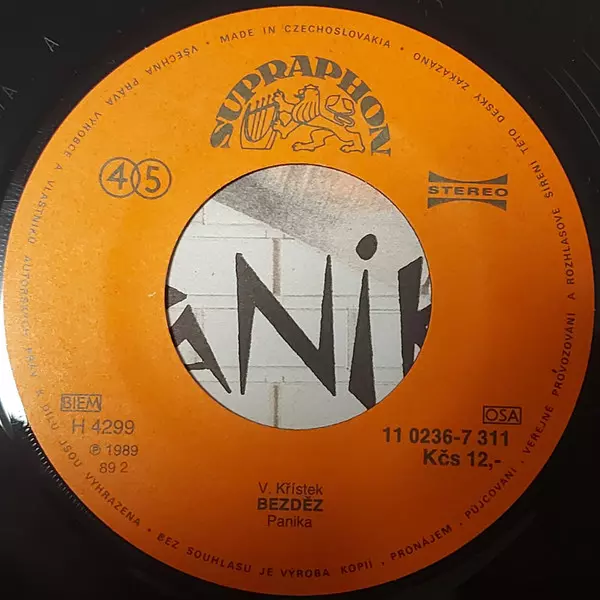 SUPRAPHON
45
STEREO
ÁNIK
BIEM
H 4299
℗ 1989
89 2
OSA
11 0236-7 311
Kčs 12,-
V. Křístek
BEZDĚZ
Panika
MADE IN CZECHOSLOVAKIA • VŠECHNA PRÁVA VÝROBCE A VLASTNÍKŮ AUTORSKÝCH PRÁV K DÍLU JSOU VYHRAZENA • BEZ SOUHLASU JE VÝROBA KOPIÍ • PRONÁJEM • PŮJČOVÁNÍ • VEŘEJNÉ PROVOZOVÁNÍ A ROZHLASOVÉ ŠÍŘENÍ TÉTO DESKY ZAKÁZÁNO